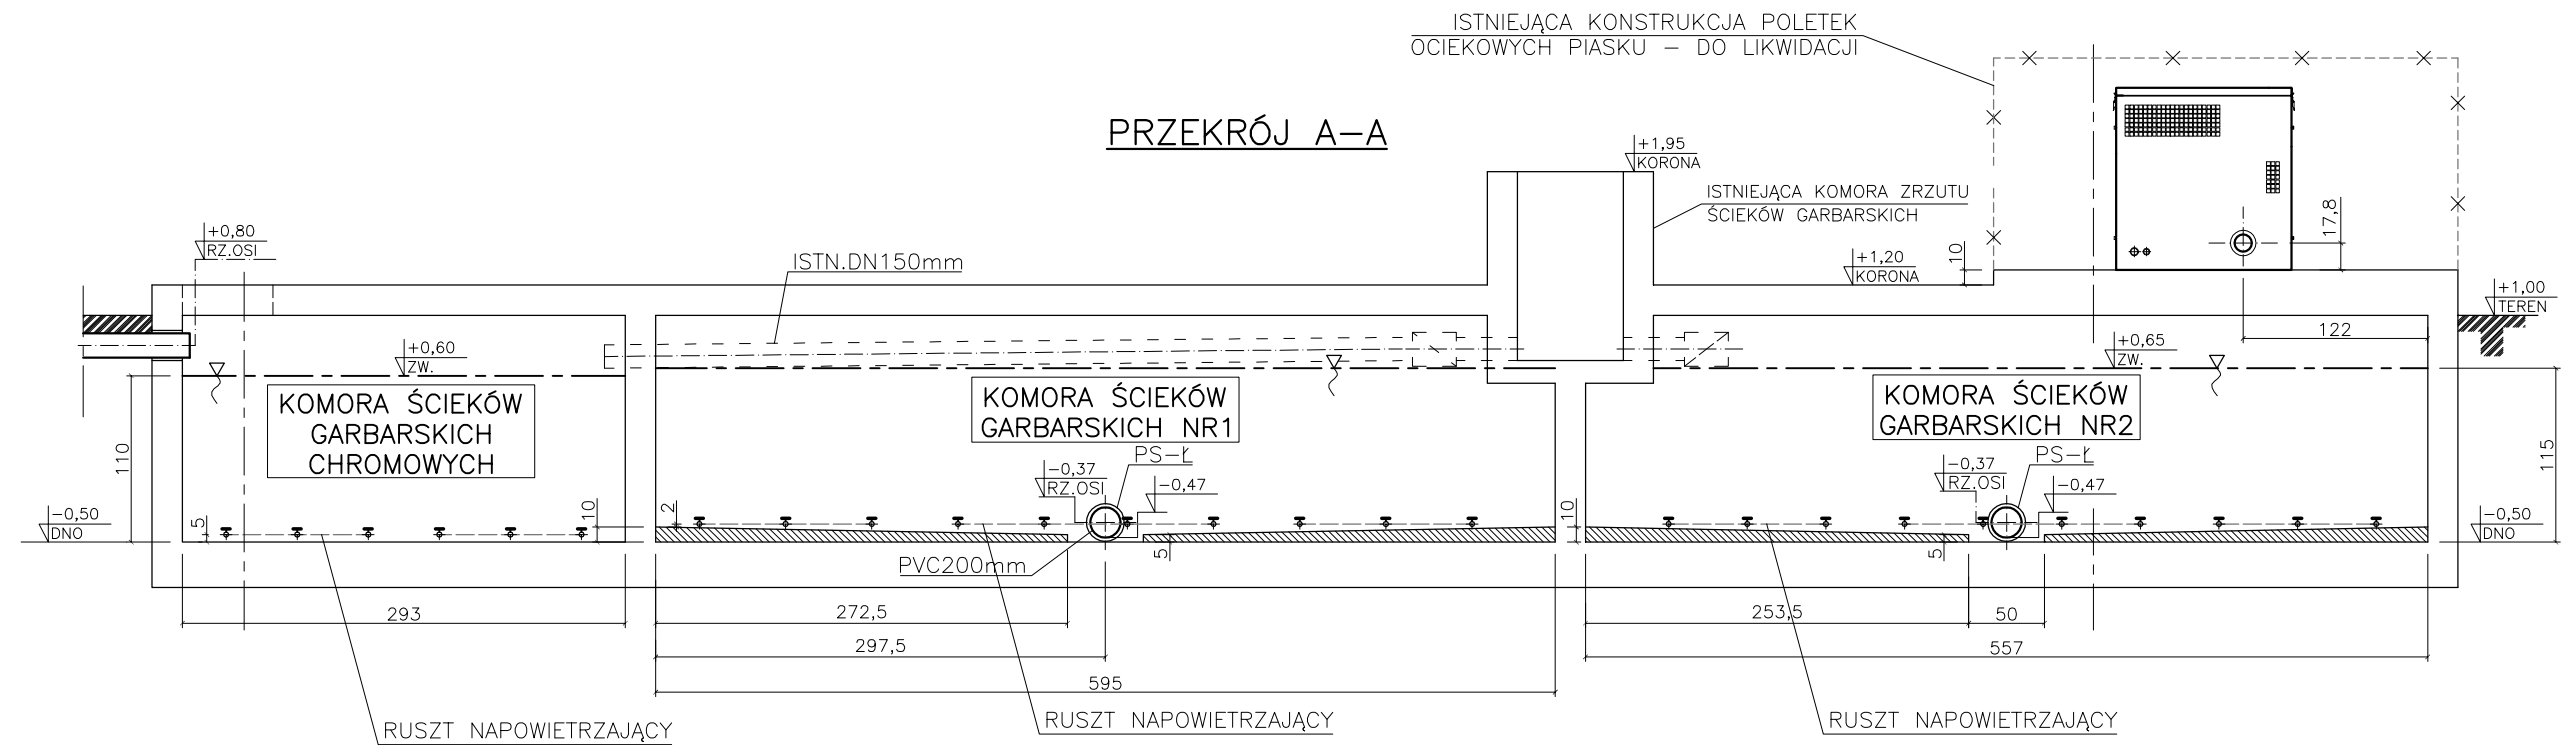 ISTNIEJĄCA KONSTRUKCJA POLETEK
OCIEKOWYCH PIASKU – DO LIKWIDACJI
PRZEKRÓJ A–A
+1,95
KORONA
ISTNIEJĄCA KOMORA ZRZUTU
ŚCIEKÓW GARBARSKICH
17,8
+0,80
RZ.OSI
ISTN.DN150mm
+1,20
KORONA
10
+1,00
TEREN
122
+0,60
ZW.
+0,65
ZW.
KOMORA ŚCIEKÓW
GARBARSKICH
CHROMOWYCH
KOMORA ŚCIEKÓW
GARBARSKICH NR1
KOMORA ŚCIEKÓW
GARBARSKICH NR2
110
115
PS–Ł
–0,37
RZ.OSI
–0,47
PS–Ł
–0,37
RZ.OSI
–0,47
–0,50
DNO
5
10
2
5
10
5
–0,50
DNO
PVC200mm
293
272,5
253,5
50
297,5
557
595
RUSZT NAPOWIETRZAJĄCY
RUSZT NAPOWIETRZAJĄCY
RUSZT NAPOWIETRZAJĄCY